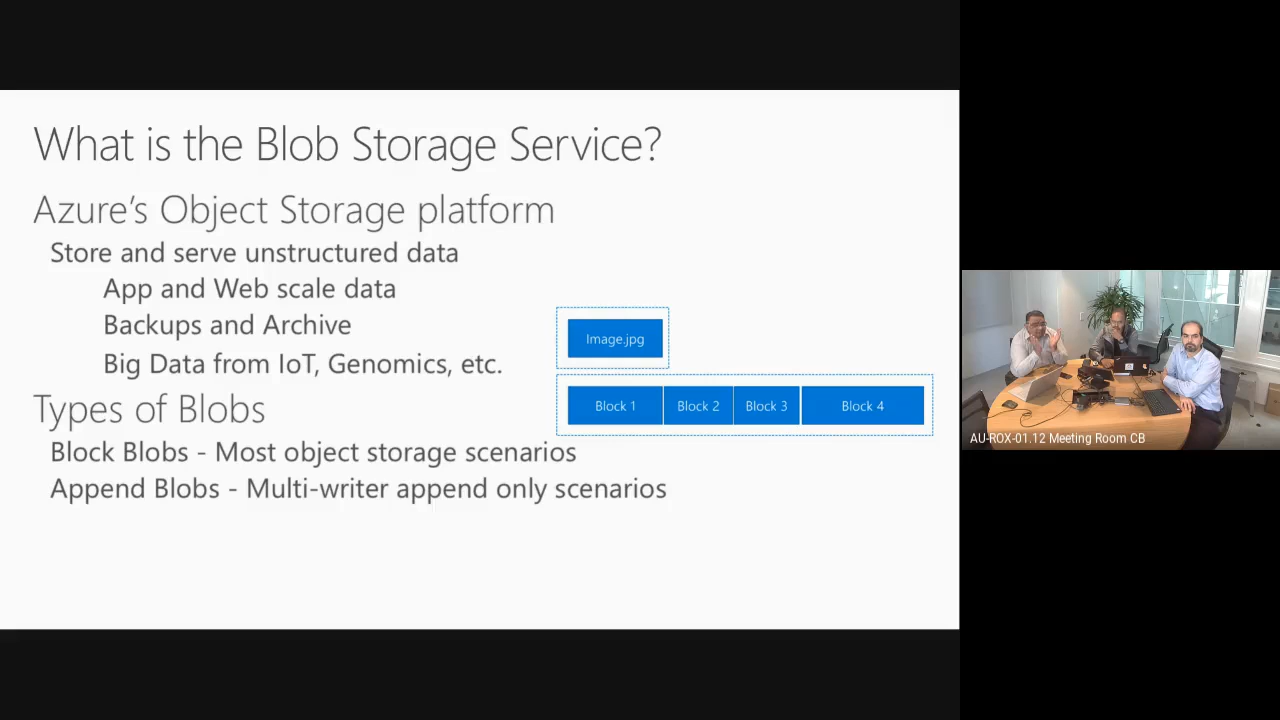 What is the Blob Storage Service?
Azure's Object Storage platform
Store and serve unstructured data
App and Web scale data
Backups and Archive
Big Data from IoT, Genomics, etc.
Image.jpg
Block 1 Block 2 Block 3 Block 4
Types of Blobs
Block Blobs - Most object storage scenarios
Append Blobs - Multi-writer append only scenarios
AU-ROX-01.12 Meeting Room CB